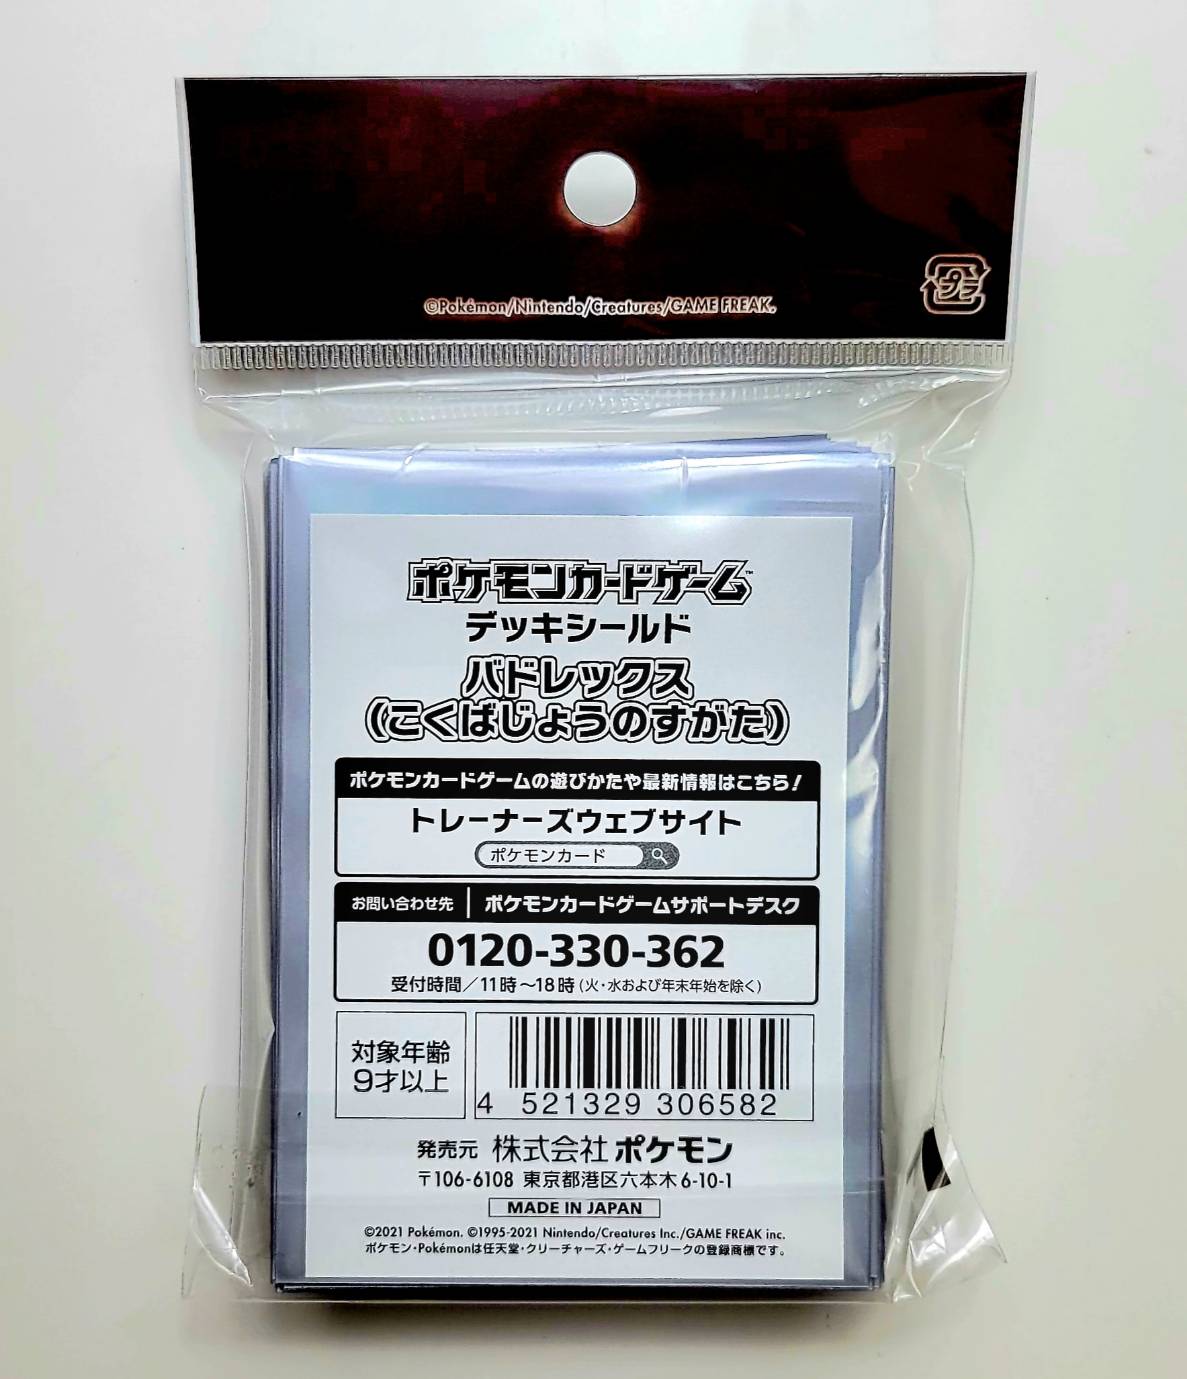 ©Pokémon/Nintendo/Creatures/GAME FREAK.
プラ
ポケモンカードゲーム™
デッキシールド
バドレックス
(こくばじょうのすがた)
ポケモンカードゲームの遊びかたや最新情報はこちら!
トレーナーズウェブサイト
ポケモンカード
お問い合わせ先 ポケモンカードゲームサポートデスク
0120-330-362
受付時間/11時~18時(火・水および年末年始を除く)
対象年齢
9才以上
4 521329 306582
発売元 株式会社ポケモン
〒106-6108 東京都港区六本木6-10-1
MADE IN JAPAN
©2021 Pokémon. ©1995-2021 Nintendo/Creatures Inc./GAME FREAK inc.
ポケモン・Pokémonは任天堂・クリーチャーズ・ゲームフリークの登録商標です。